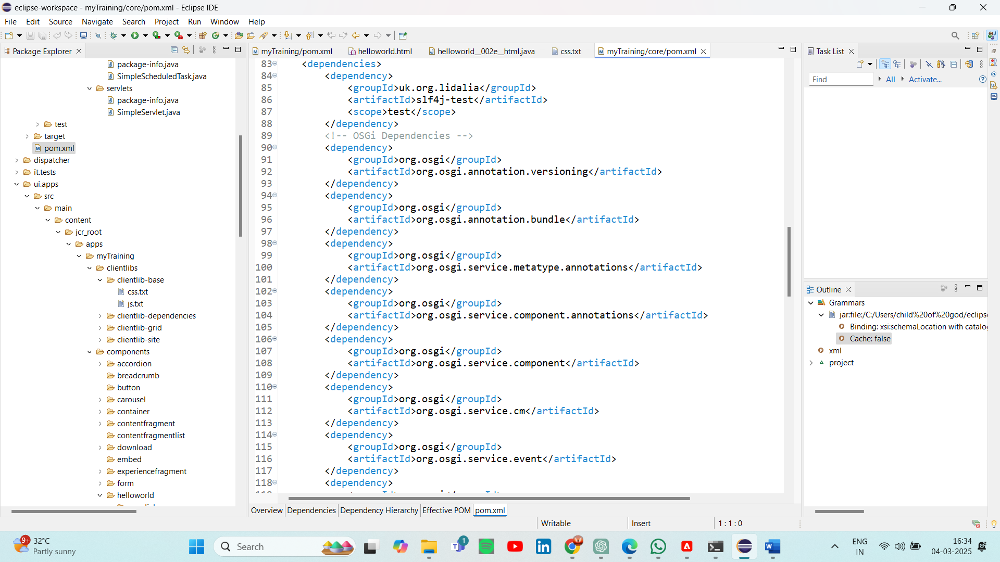 eclipse-workspace - myTraining/core/pom.xml - Eclipse IDE
File Edit Source Navigate Search Project Run Window Help
Package Explorer
package-info.java
SimpleScheduledTask.java
servlets
package-info.java
SimpleServlet.java
test
target
pom.xml
dispatcher
it.tests
ui.apps
src
main
content
jcr_root
apps
myTraining
clientlibs
clientlib-base
css.txt
js.txt
clientlib-dependencies
clientlib-grid
clientlib-site
components
accordion
breadcrumb
button
carousel
container
contentfragment
contentfragmentlist
download
embed
experiencefragment
form
helloworld
myTraining/pom.xml helloworld.html helloworld__002e__html.java css.txt myTraining/core/pom.xml
83 <dependencies>
84 <dependency>
85 <groupId>uk.org.lidalia</groupId>
86 <artifactId>slf4j-test</artifactId>
87 <scope>test</scope>
88 </dependency>
89 <!-- OSGi Dependencies -->
90 <dependency>
91 <groupId>org.osgi</groupId>
92 <artifactId>org.osgi.annotation.versioning</artifactId>
93 </dependency>
94 <dependency>
95 <groupId>org.osgi</groupId>
96 <artifactId>org.osgi.annotation.bundle</artifactId>
97 </dependency>
98 <dependency>
99 <groupId>org.osgi</groupId>
100 <artifactId>org.osgi.service.metatype.annotations</artifactId>
101 </dependency>
102 <dependency>
103 <groupId>org.osgi</groupId>
104 <artifactId>org.osgi.service.component.annotations</artifactId>
105 </dependency>
106 <dependency>
107 <groupId>org.osgi</groupId>
108 <artifactId>org.osgi.service.component</artifactId>
109 </dependency>
110 <dependency>
111 <groupId>org.osgi</groupId>
112 <artifactId>org.osgi.service.cm</artifactId>
113 </dependency>
114 <dependency>
115 <groupId>org.osgi</groupId>
116 <artifactId>org.osgi.service.event</artifactId>
117 </dependency>
118 <dependency>
Overview Dependencies Dependency Hierarchy Effective POM pom.xml
Writable Insert 1 : 1 : 0
Task List
Find All Activate...
Outline
Grammars
jar:file:/C:/Users/child%20of%20god/eclipse
Binding: xsi:schemaLocation with catalo
Cache: false
xml
project
9+ 32°C
Partly sunny
Search
1
ENG
IN
16:34
04-03-2025